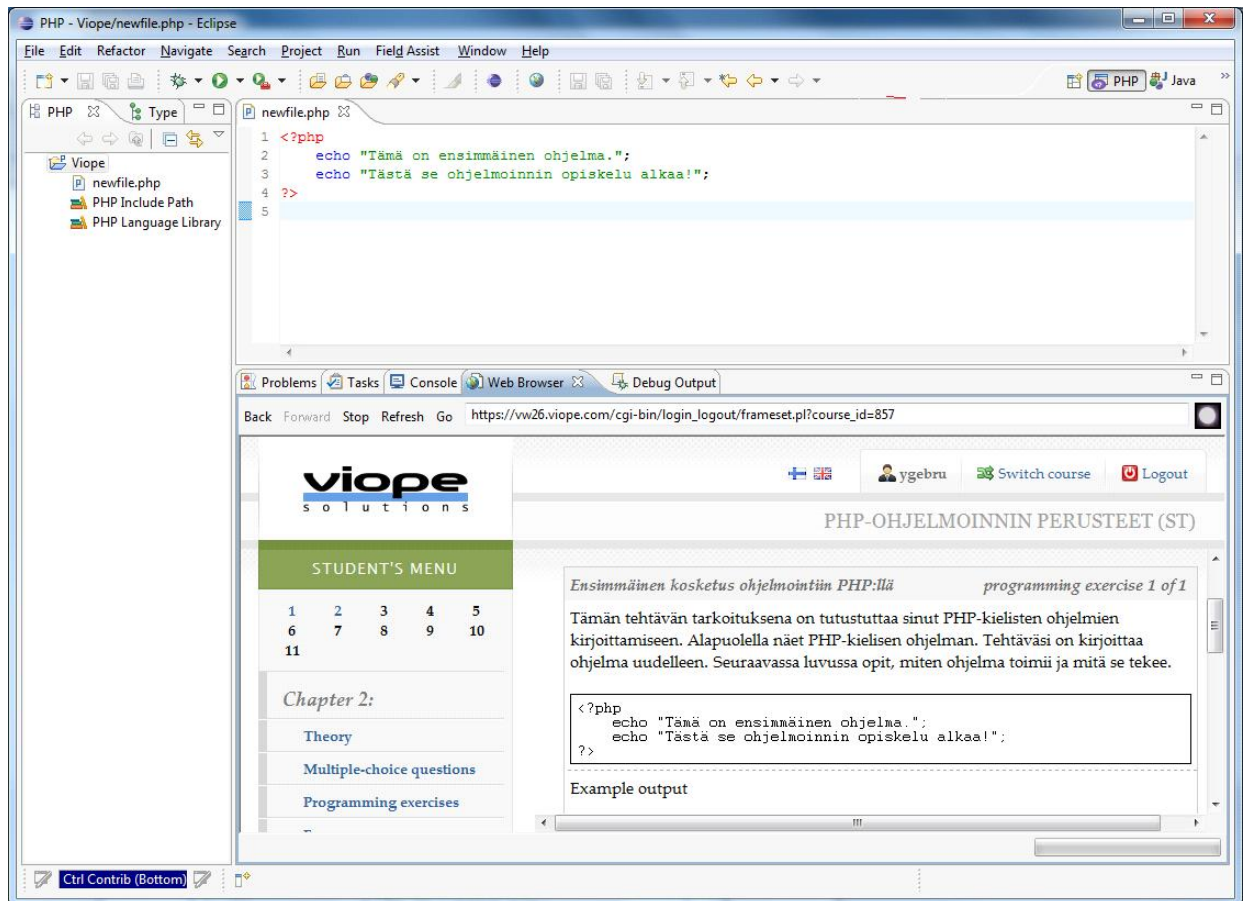 PHP - Viope/newfile.php - Eclipse
File Edit Refactor Navigate Search Project Run Field Assist Window Help
PHP Java »
PHP Type
newfile.php
Viope
newfile.php
PHP Include Path
PHP Language Library
1 <?php
2 echo "Tämä on ensimmäinen ohjelma.";
3 echo "Tästä se ohjelmoinnin opiskelu alkaa!";
4 ?>
5
Problems Tasks Console Web Browser Debug Output
Back Forward Stop Refresh Go https://vw26.viope.com/cgi-bin/login_logout/frameset.pl?course_id=857
viope
solutions
ygebru Switch course Logout
PHP-OHJELMOINNIN PERUSTEET (ST)
STUDENT'S MENU
1 2 3 4 5
6 7 8 9 10
11
Chapter 2:
Theory
Multiple-choice questions
Programming exercises
Ensimmäinen kosketus ohjelmointiin PHP:llä programming exercise 1 of 1
Tämän tehtävän tarkoituksena on tutustuttaa sinut PHP-kielisten ohjelmien
kirjoittamiseen. Alapuolella näet PHP-kielisen ohjelman. Tehtäväsi on kirjoittaa
ohjelma uudelleen. Seuraavassa luvussa opit, miten ohjelma toimii ja mitä se tekee.
<?php
echo "Tämä on ensimmäinen ohjelma.";
echo "Tästä se ohjelmoinnin opiskelu alkaa!";
?>
Example output
Ctrl Contrib (Bottom)